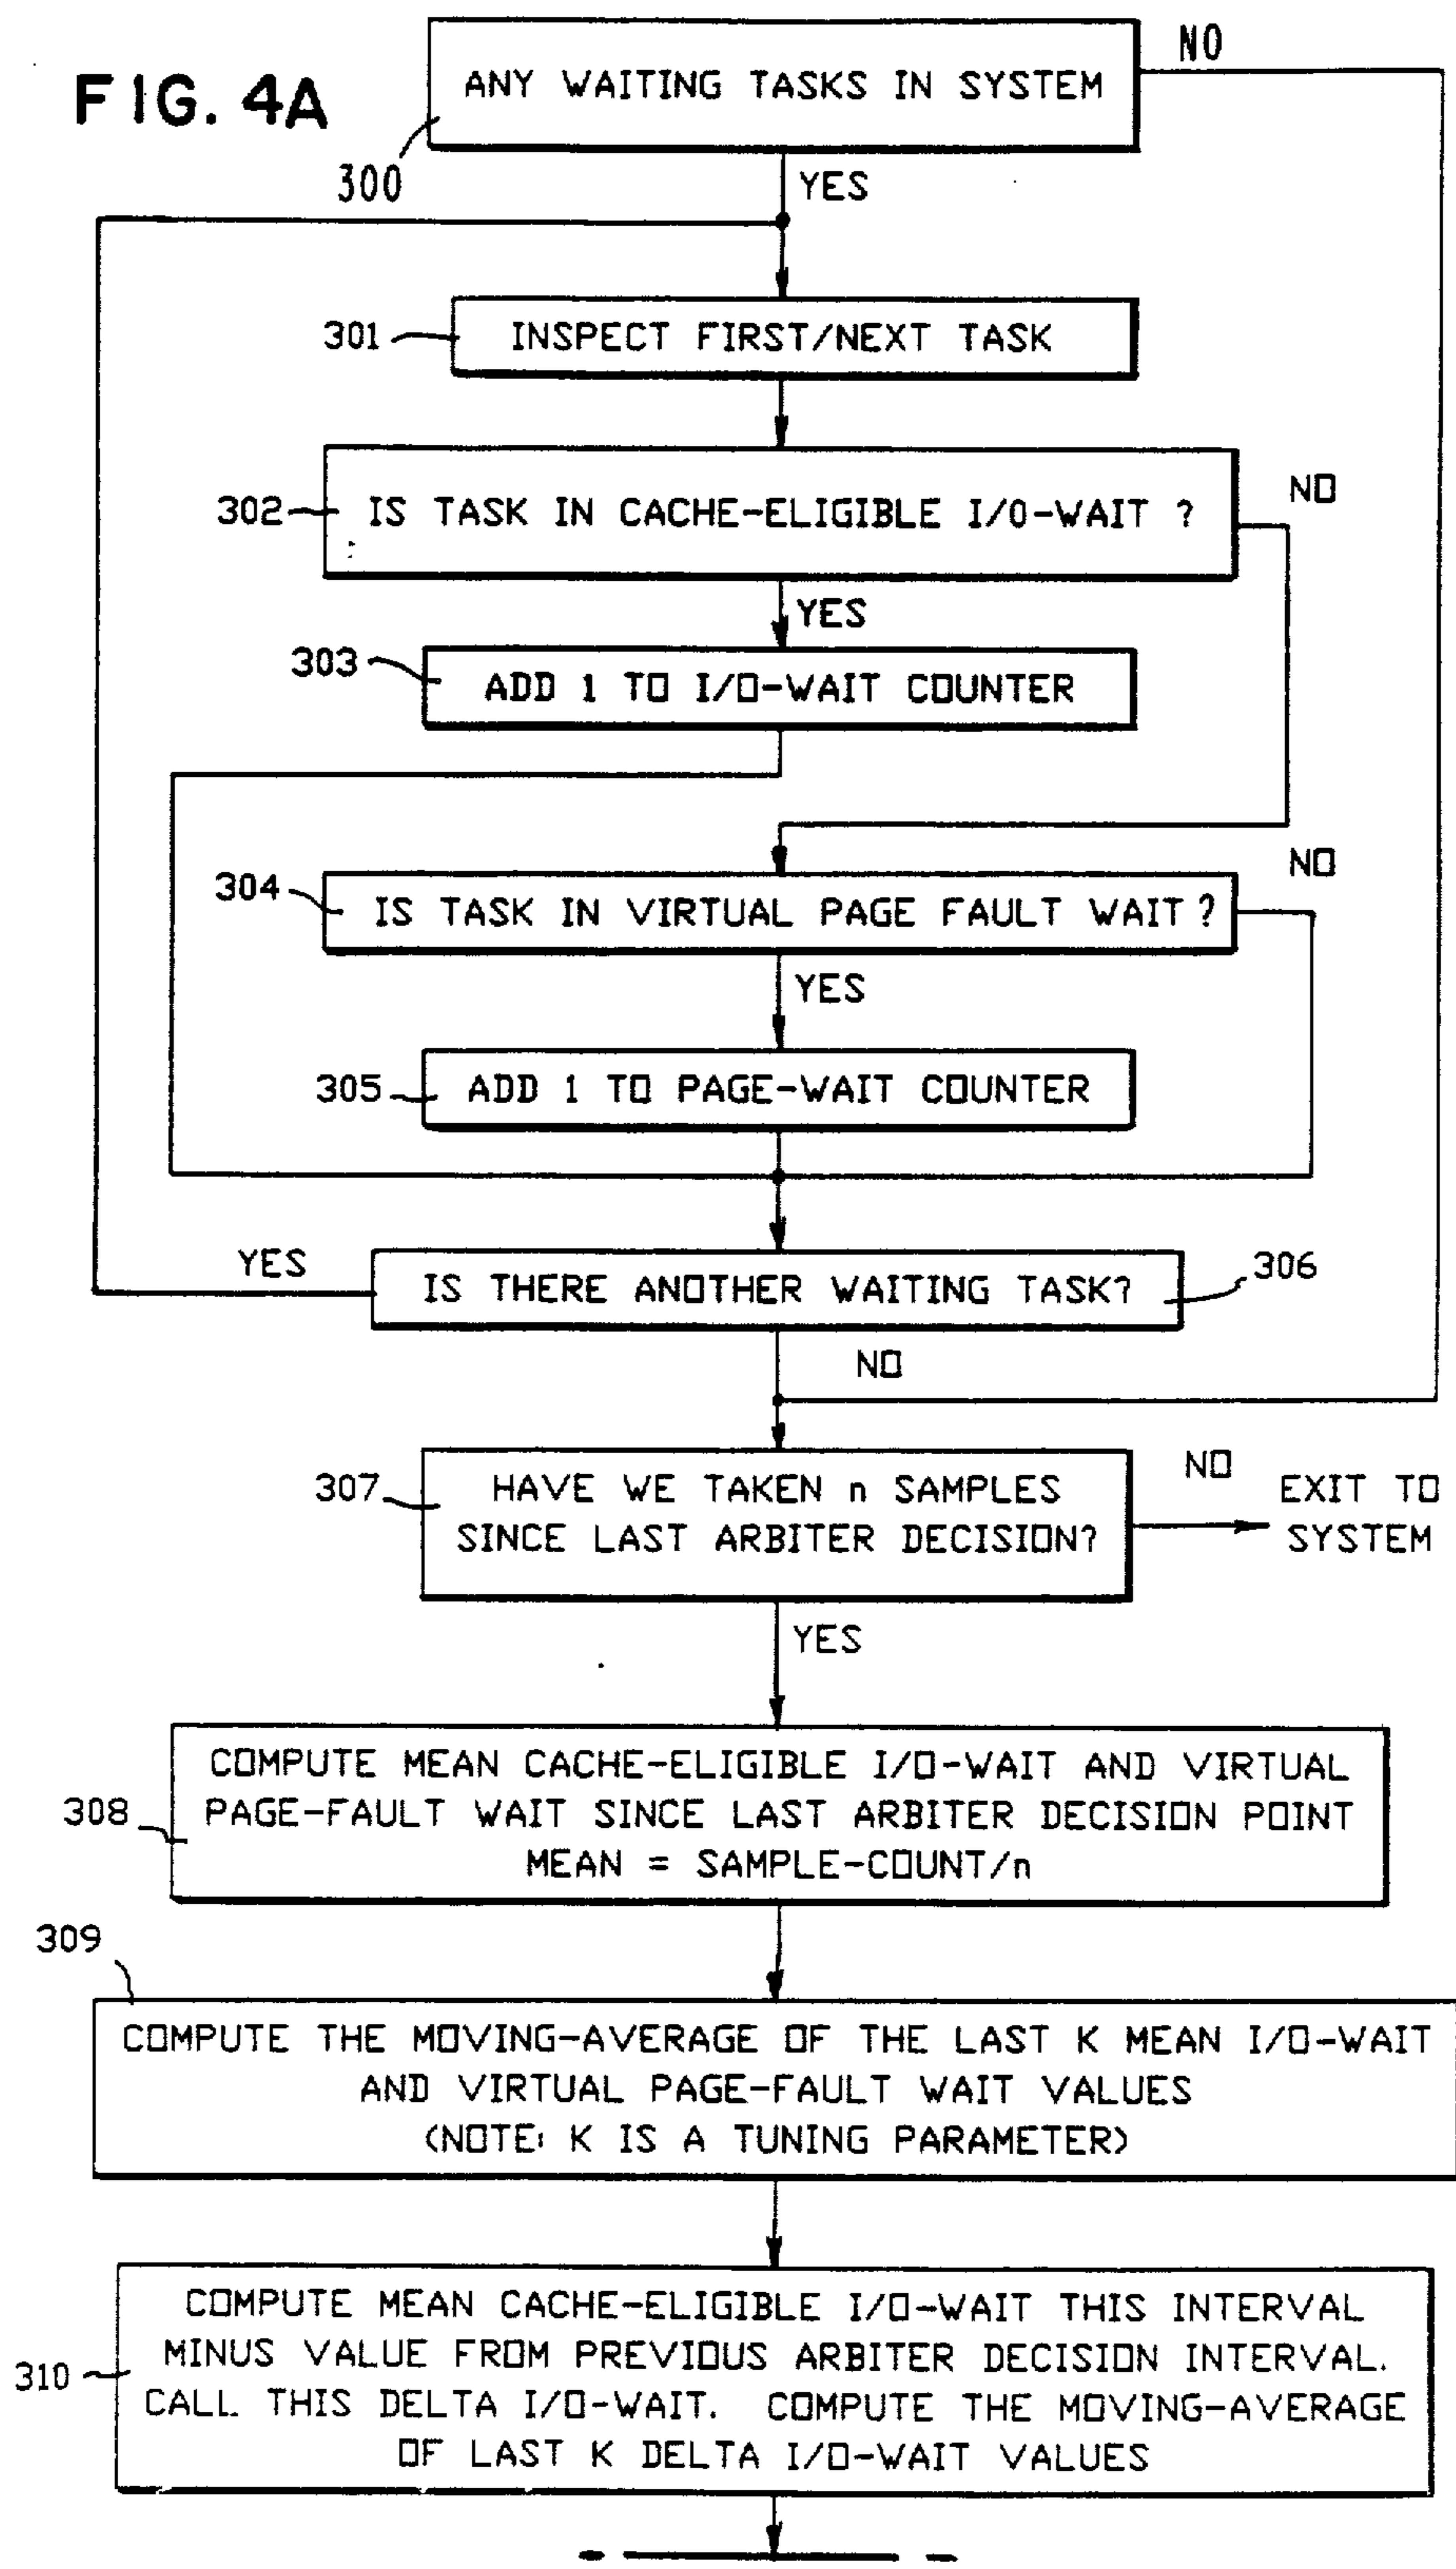 FIG. 4A
ANY WAITING TASKS IN SYSTEM
NO
300
YES
301
INSPECT FIRST/NEXT TASK
302
IS TASK IN CACHE-ELIGIBLE I/O-WAIT ?
NO
YES
303
ADD 1 TO I/O-WAIT COUNTER
304
IS TASK IN VIRTUAL PAGE FAULT WAIT?
NO
YES
305
ADD 1 TO PAGE-WAIT COUNTER
YES
IS THERE ANOTHER WAITING TASK?
306
NO
307
HAVE WE TAKEN n SAMPLES
SINCE LAST ARBITER DECISION?
NO
EXIT TO
SYSTEM
YES
308
COMPUTE MEAN CACHE-ELIGIBLE I/O-WAIT AND VIRTUAL
PAGE-FAULT WAIT SINCE LAST ARBITER DECISION POINT
MEAN = SAMPLE-COUNT/n
309
COMPUTE THE MOVING-AVERAGE OF THE LAST K MEAN I/O-WAIT
AND VIRTUAL PAGE-FAULT WAIT VALUES
(NOTE: K IS A TUNING PARAMETER)
310
COMPUTE MEAN CACHE-ELIGIBLE I/O-WAIT THIS INTERVAL
MINUS VALUE FROM PREVIOUS ARBITER DECISION INTERVAL.
CALL THIS DELTA I/O-WAIT. COMPUTE THE MOVING-AVERAGE
OF LAST K DELTA I/O-WAIT VALUES